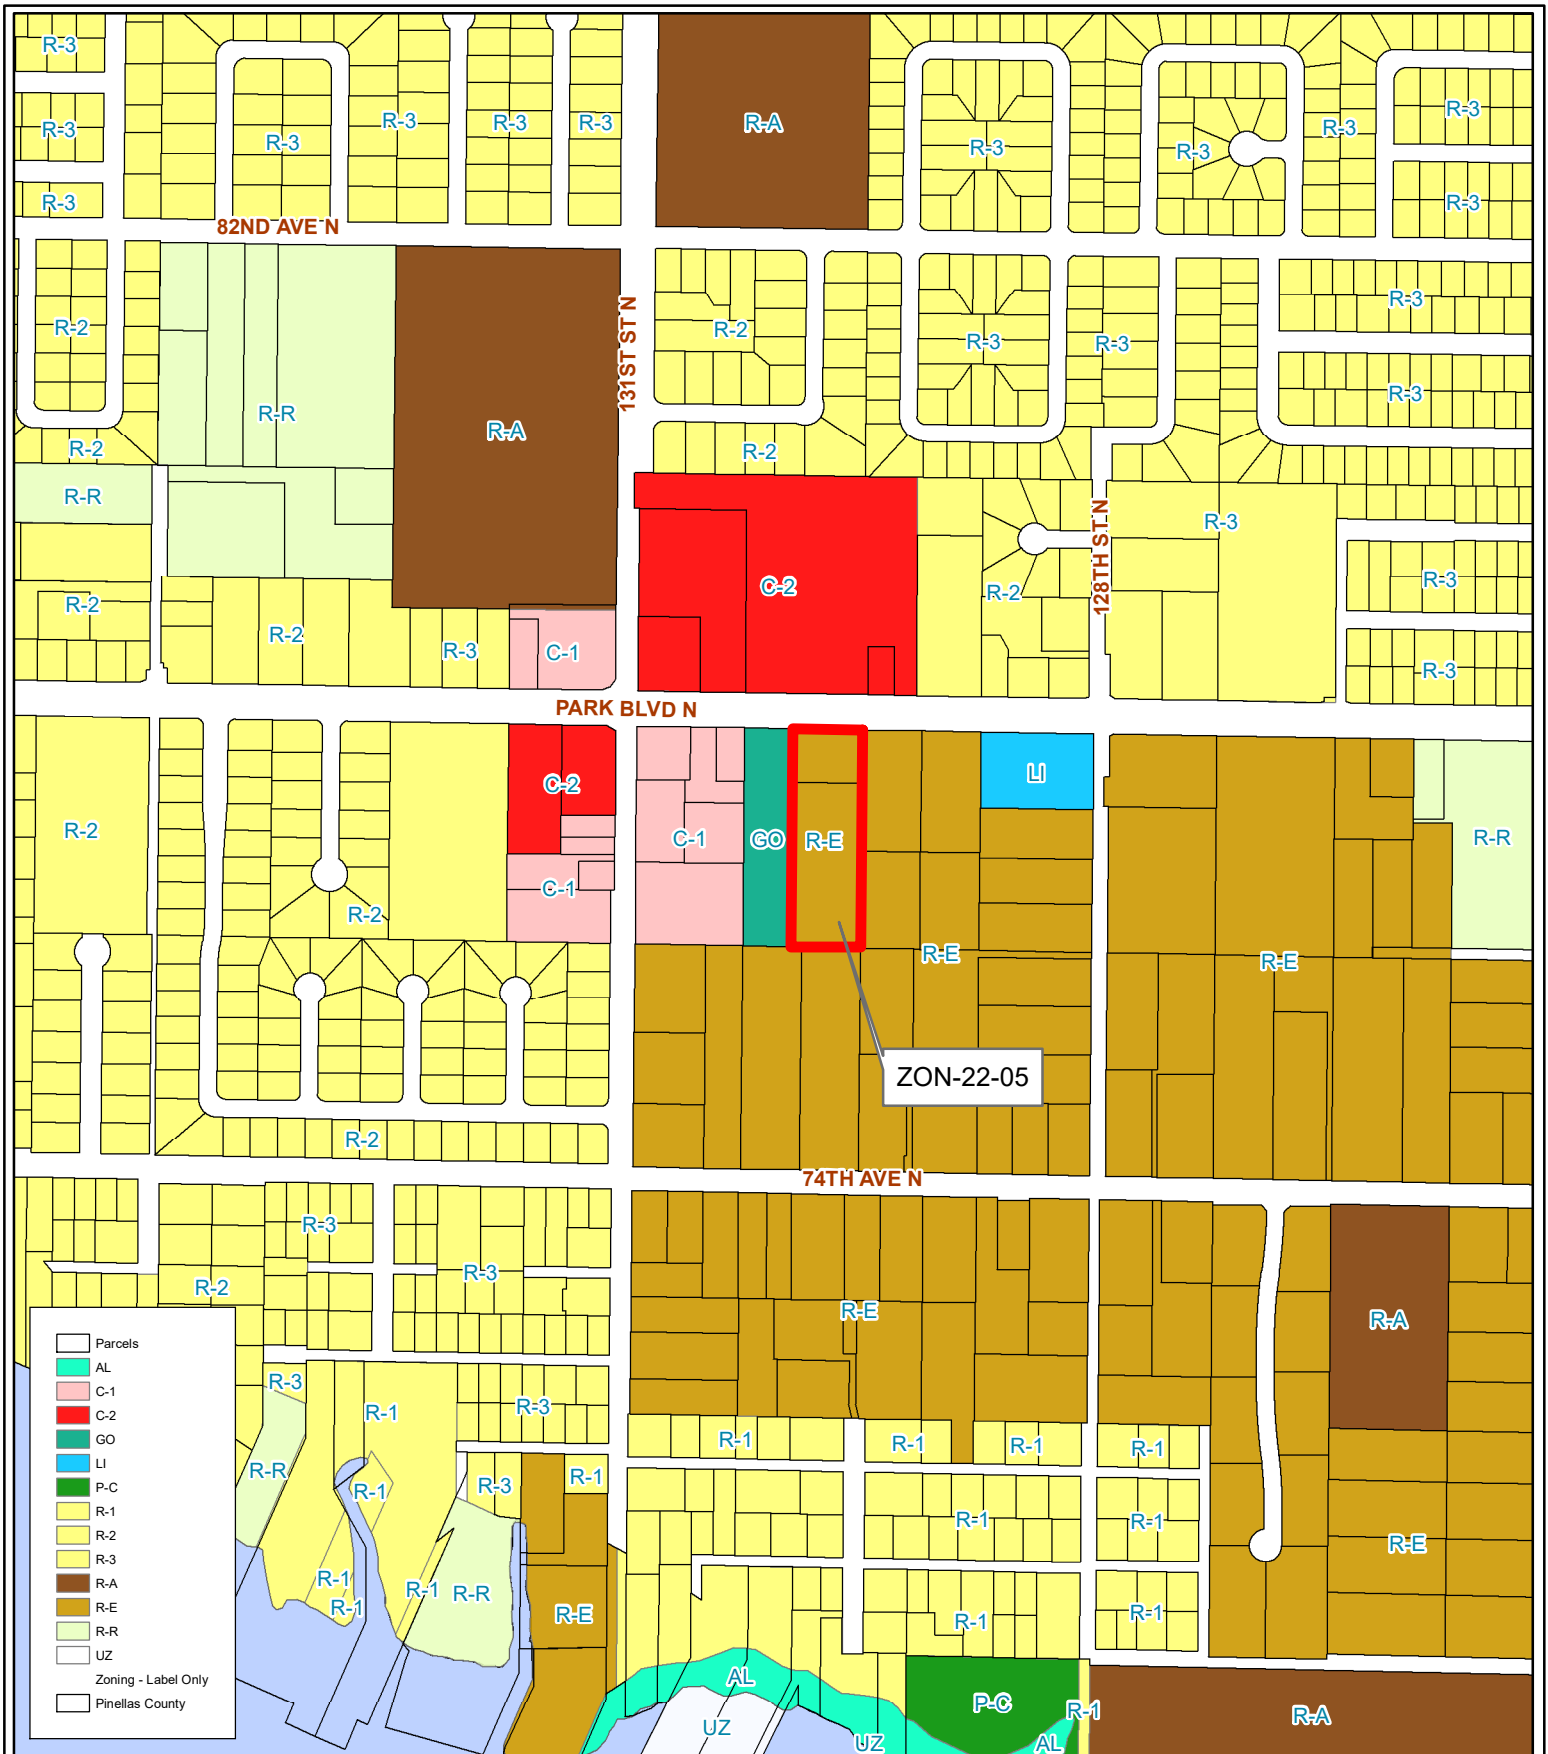 R-3
R-3
R-3
R-3
R-3
R-3
R-3
R-A
R-3
R-3
R-3
R-3
R-3
82ND AVE N
R-2
R-R
R-A
131ST ST N
R-2
R-3
R-3
R-3
R-3
R-2
R-R
R-2
R-2
R-2
R-3
C-1
C-2
R-2
128TH ST N
R-3
R-3
R-3
PARK BLVD N
R-2
R-2
C-2
C-1
C-1
GO
R-E
LI
R-E
R-E
R-R
ZON-22-05
R-2
74TH AVE N
R-3
R-2
R-3
R-E
R-A
R-3
R-1
R-3
R-1
R-1
R-1
R-1
R-R
R-1
R-3
R-1
R-1
R-1
R-E
R-1
R-1
R-1
R-R
R-E
R-1
R-1
AL
UZ
UZ
P-C
AL
R-1
R-A
Parcels
AL
C-1
C-2
GO
LI
P-C
R-1
R-2
R-3
R-A
R-E
R-R
UZ
Zoning - Label Only
Pinellas County